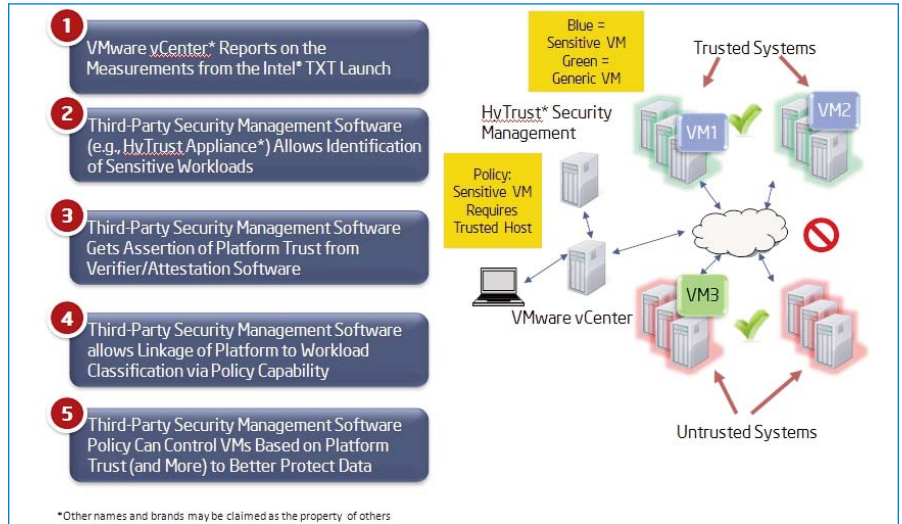 1
VMware vCenter* Reports on the
Measurements from the Intel® TXT Launch
2
Third-Party Security Management Software
(e.g., HyTrust Appliance*) Allows Identification
of Sensitive Workloads
3
Third-Party Security Management Software
Gets Assertion of Platform Trust from
Verifier/Attestation Software
4
Third-Party Security Management Software
allows Linkage of Platform to Workload
Classification via Policy Capability
5
Third-Party Security Management Software
Policy Can Control VMs Based on Platform
Trust (and More) to Better Protect Data
*Other names and brands may be claimed as the property of others
Blue =
Sensitive VM
Green =
Generic VM
Trusted Systems
HyTrust* Security
Management
VM1
VM2
Policy:
Sensitive VM
Requires
Trusted Host
VM3
VMware vCenter
Untrusted Systems